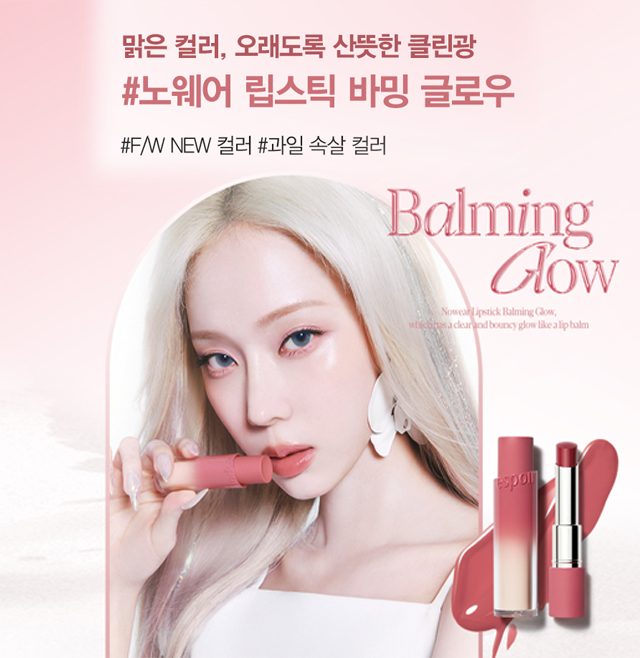 맑은 컬러, 오래도록 산뜻한 클린광
#노웨어 립스틱 바밍 글로우
#F/W NEW 컬러 #과일 속살 컬러
Balming
Glow
Nowear Lipstick Balming Glow,
a clear and bouncy glow like a lip balm
espoir